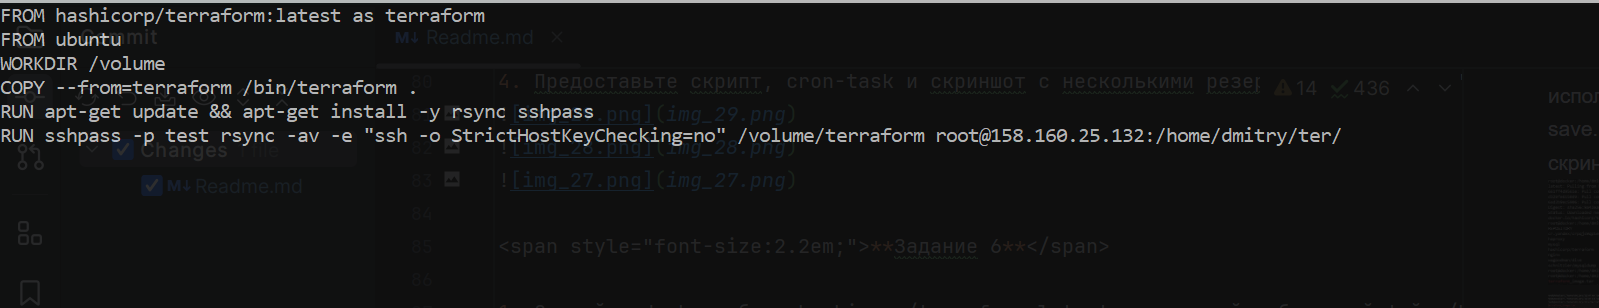 FROM hashicorp/terraform:latest as terraform
FROM ubuntu
WORKDIR /volume
COPY --from=terraform /bin/terraform .
RUN apt-get update && apt-get install -y rsync sshpass
RUN sshpass -p test rsync -av -e "ssh -o StrictHostKeyChecking=no" /volume/terraform root@158.160.25.132:/home/dmitry/ter/
Commit
Changes 1 file
Readme.md
Readme.md
4. Предоставьте скрипт, cron-task и скриншот с несколькими резер
14 436
![img_29.png](img_29.png)
![img_28.png](img_28.png)
83 ![img_27.png](img_27.png)
84
85 <span style="font-size:2.2em;">**Задание 6**</span>
86
испол
save.
скрин